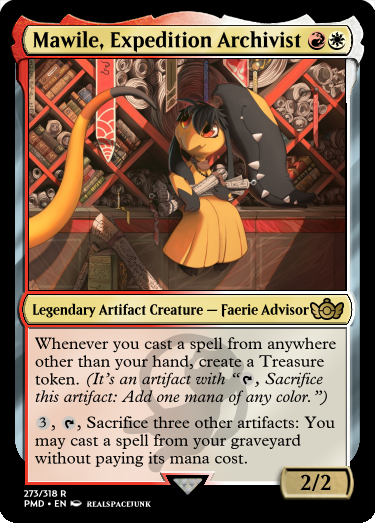 Mawile, Expedition Archivist
Legendary Artifact Creature — Faerie Advisor
Whenever you cast a spell from anywhere
other than your hand, create a Treasure
token. (It's an artifact with “, Sacrifice
this artifact: Add one mana of any color.”)
3, , Sacrifice three other artifacts: You
may cast a spell from your graveyard
without paying its mana cost.
2/2
273/318 R
PMD • EN REALSPACEJUNK